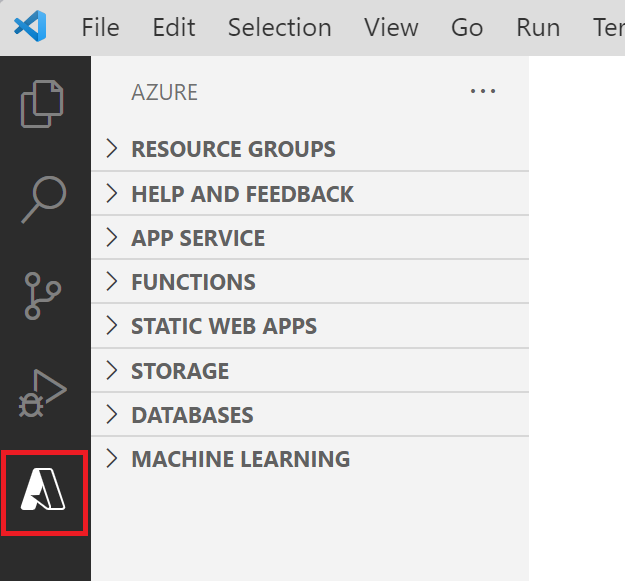 File Edit Selection View Go Run Ter
AZURE
RESOURCE GROUPS
HELP AND FEEDBACK
APP SERVICE
FUNCTIONS
STATIC WEB APPS
STORAGE
DATABASES
MACHINE LEARNING